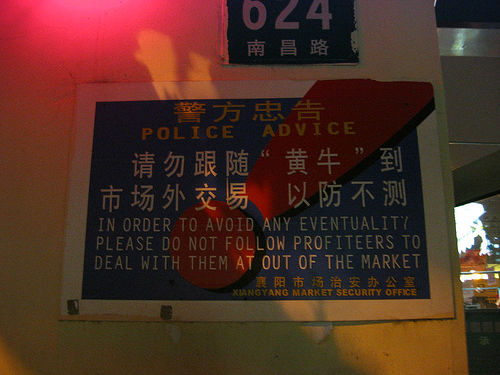 624
南昌路
警方忠告
POLICE ADVICE
请勿跟随“黄牛”到
市场外交易 以防不测
IN ORDER TO AVOID ANY EVENTUALITY
PLEASE DO NOT FOLLOW PROFITEERS TO
DEAL WITH THEM AT OUT OF THE MARKET
襄阳市场治安办公室
XIANGYANG MARKET SECURITY OFFICE